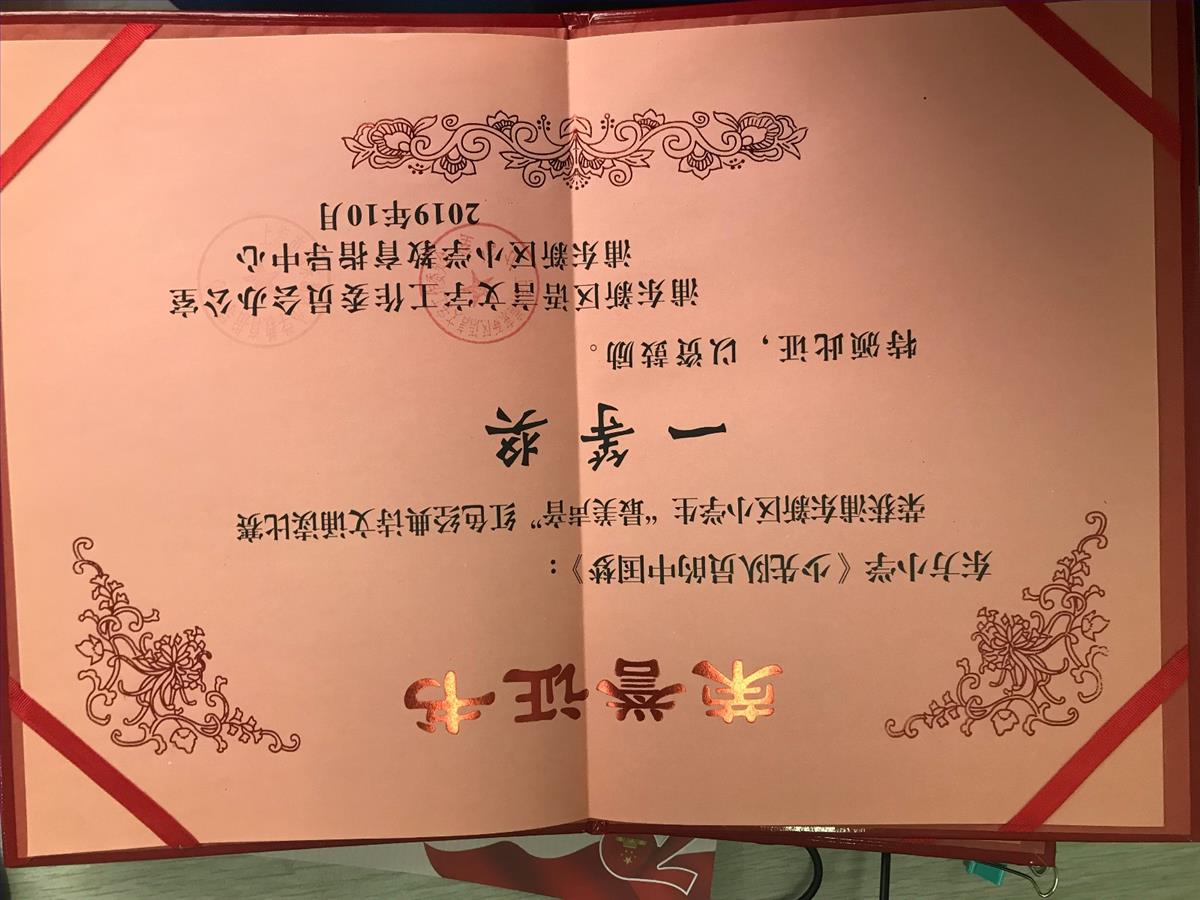 荣誉证书
东方小学《少先队员的中国梦》：
荣获浦东新区小学生“最美声音”红色经典诗文诵读比赛
一等奖
特颁此证，以资鼓励。
浦东新区语言文字工作委员会办公室
浦东新区小学教育指导中心
2019年10月